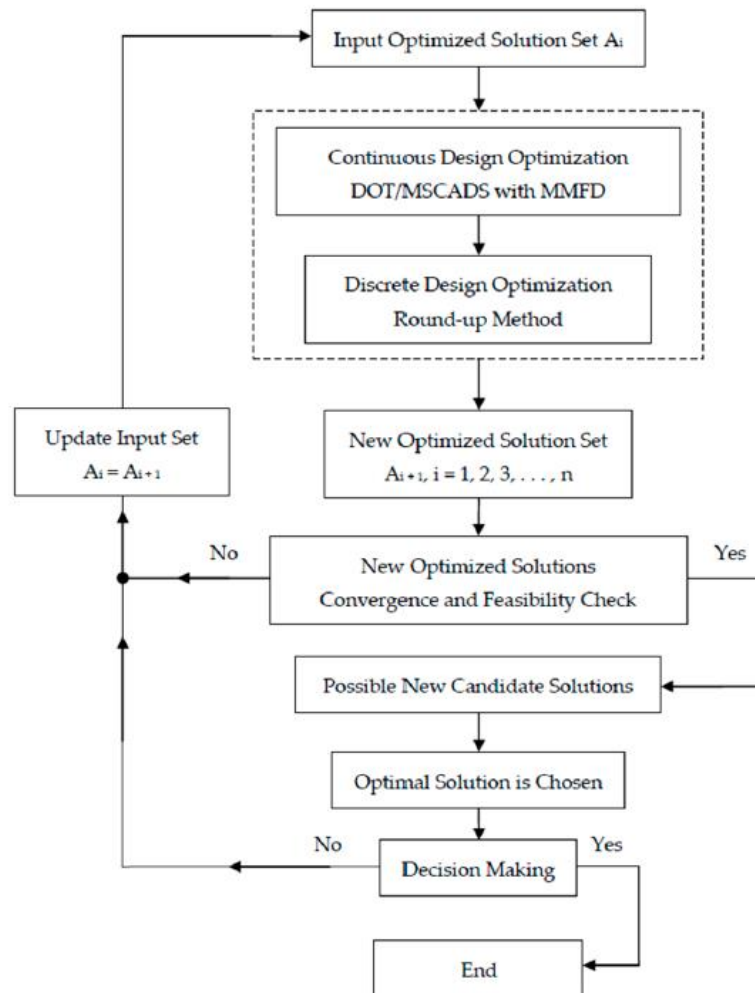 Input Optimized Solution Set Ai
Continuous Design Optimization
DOT/MSCADS with MMFD
Discrete Design Optimization
Round-up Method
Update Input Set
Ai = Ai + 1
New Optimized Solution Set
Ai + 1, i = 1, 2, 3, . . . , n
No
Yes
New Optimized Solutions
Convergence and Feasibility Check
Possible New Candidate Solutions
Optimal Solution is Chosen
No
Yes
Decision Making
End